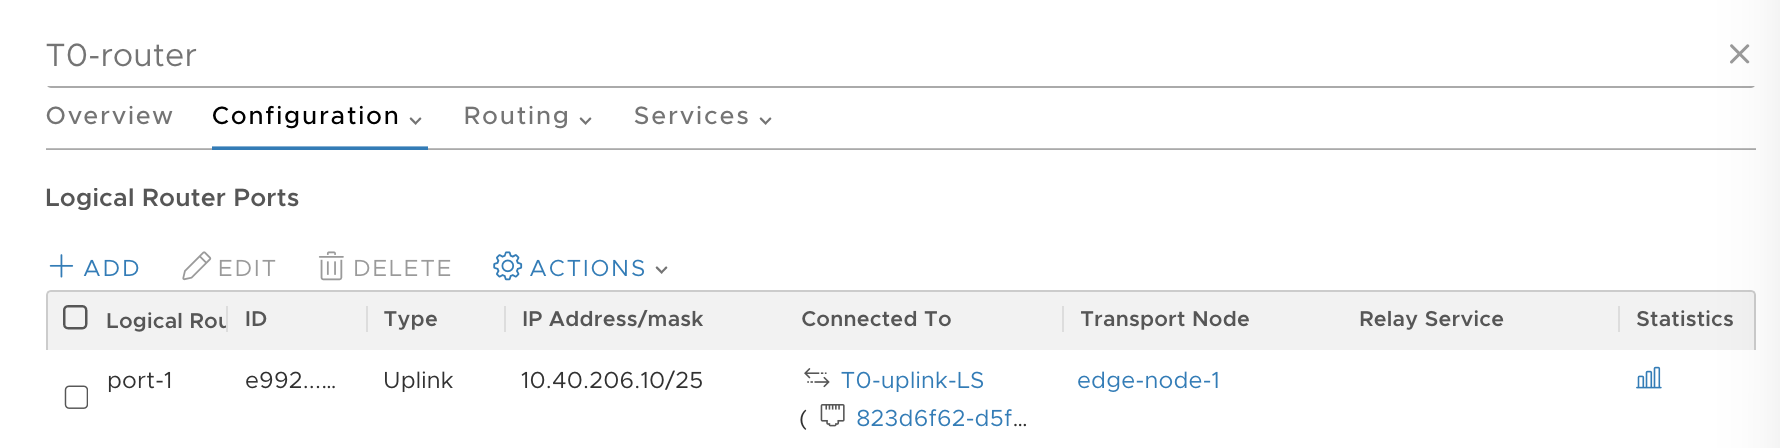 T0-router
Overview Configuration Routing Services
Logical Router Ports
ADD EDIT DELETE ACTIONS
Logical Rou ID Type IP Address/mask Connected To Transport Node Relay Service Statistics
port-1 e992...... Uplink 10.40.206.10/25 T0-uplink-LS edge-node-1
( 823d6f62-d5f...